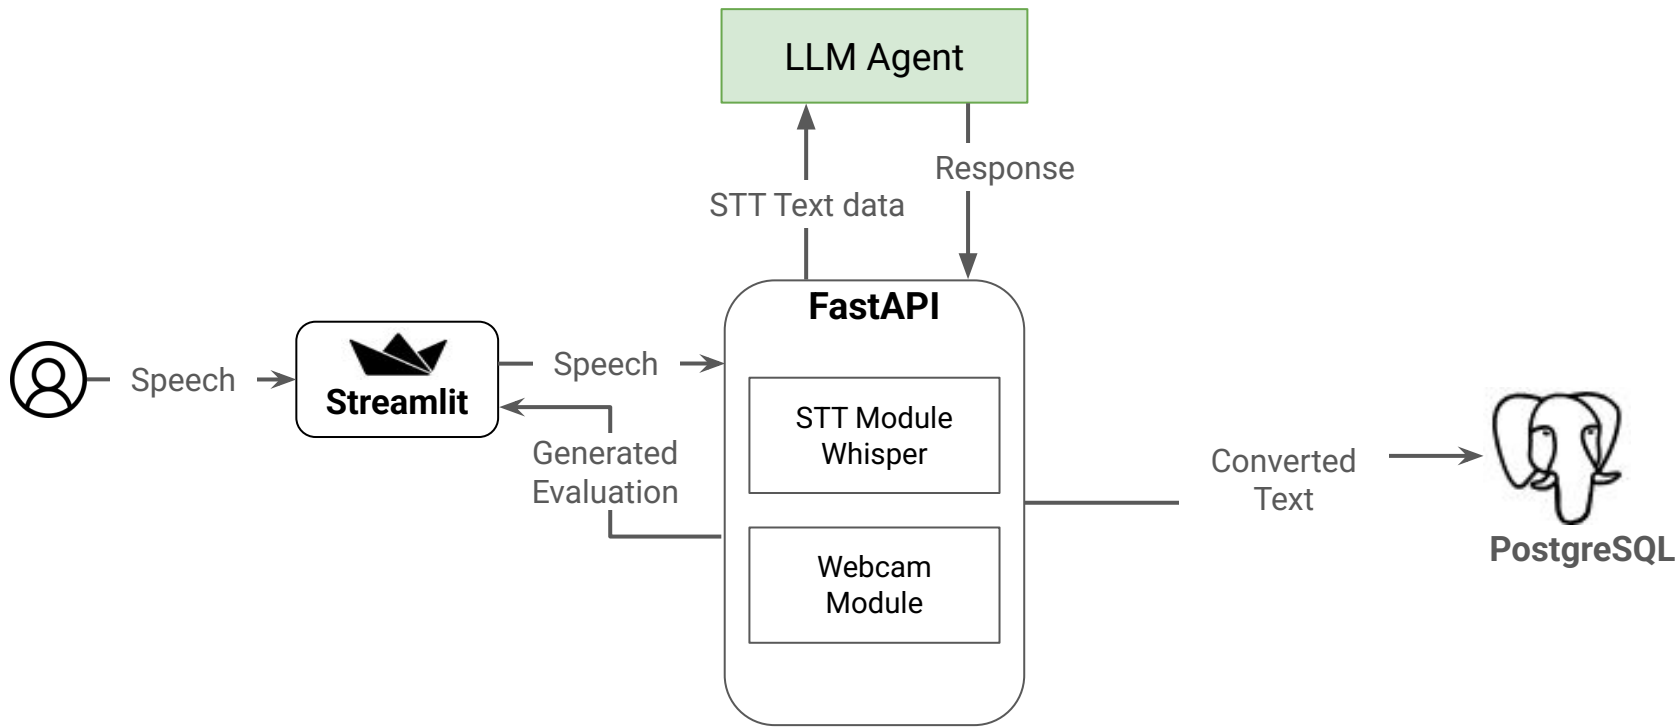 LLM Agent
Response
STT Text data
FastAPI
Speech
Streamlit
Speech
Generated
Evaluation
STT Module
Whisper
Webcam
Module
Converted
Text
PostgreSQL